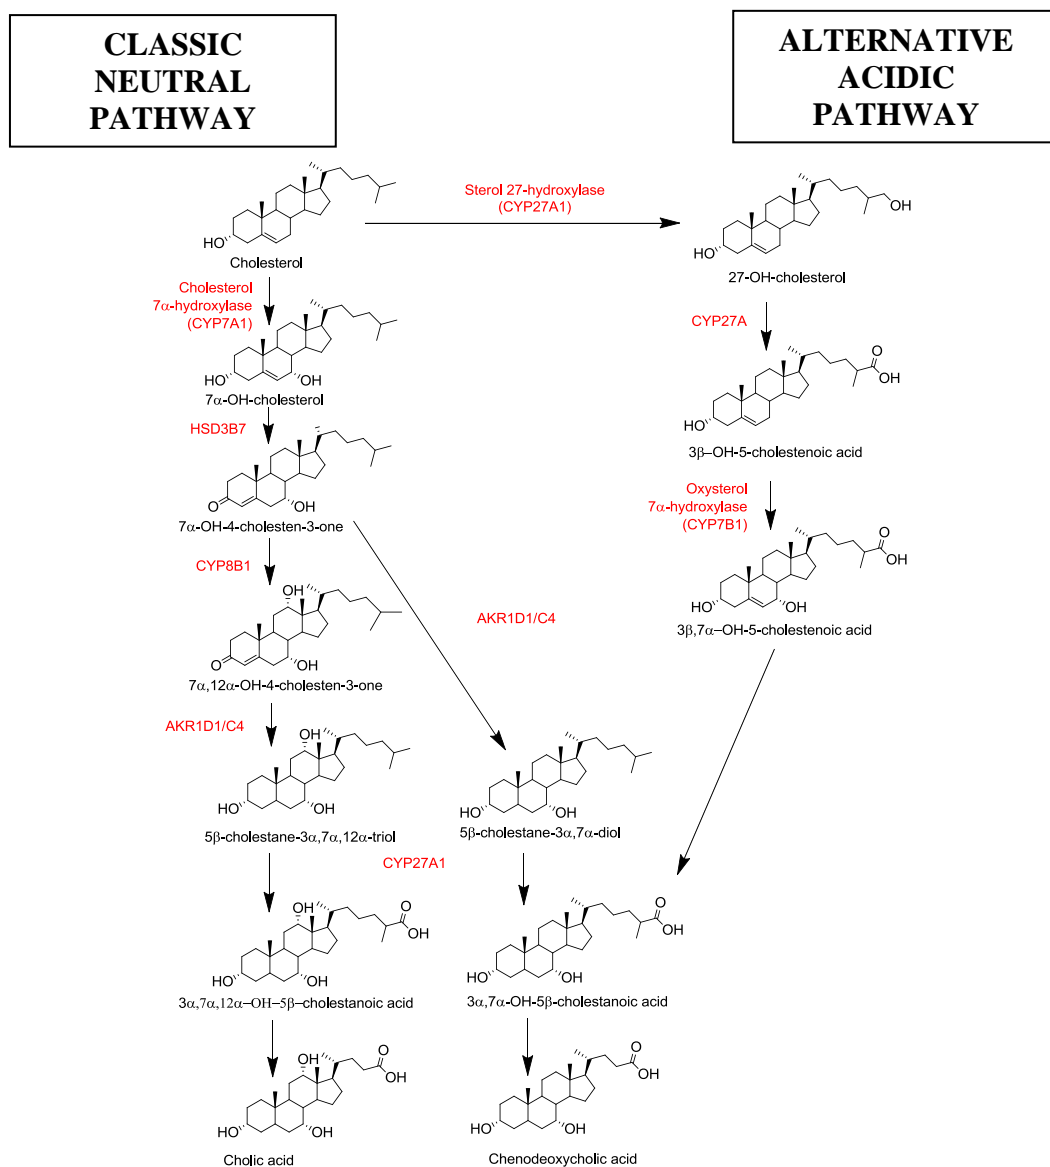 CLASSIC
NEUTRAL
PATHWAY
ALTERNATIVE
ACIDIC
PATHWAY
Sterol 27-hydroxylase
(CYP27A1)
HO
Cholesterol
OH
HO
27-OH-cholesterol
Cholesterol
7α-hydroxylase
(CYP7A1)
HO
OH
7α-OH-cholesterol
CYP27A
O
OH
HO
3β–OH-5-cholestenoic acid
HSD3B7
O
OH
7α-OH-4-cholesten-3-one
Oxysterol
7α-hydroxylase
(CYP7B1)
O
OH
HO
OH
3β,7α–OH-5-cholestenoic acid
CYP8B1
OH
O
OH
7α,12α-OH-4-cholesten-3-one
AKR1D1/C4
AKR1D1/C4
OH
HO
OH
5β-cholestane-3α,7α,12α-triol
HO
OH
5β-cholestane-3α,7α-diol
CYP27A1
OH
O
OH
HO
OH
3α,7α,12α–OH–5β–cholestanoic acid
O
OH
HO
OH
3α,7α-OH-5β-cholestanoic acid
OH
O
OH
HO
OH
Cholic acid
O
OH
HO
OH
Chenodeoxycholic acid